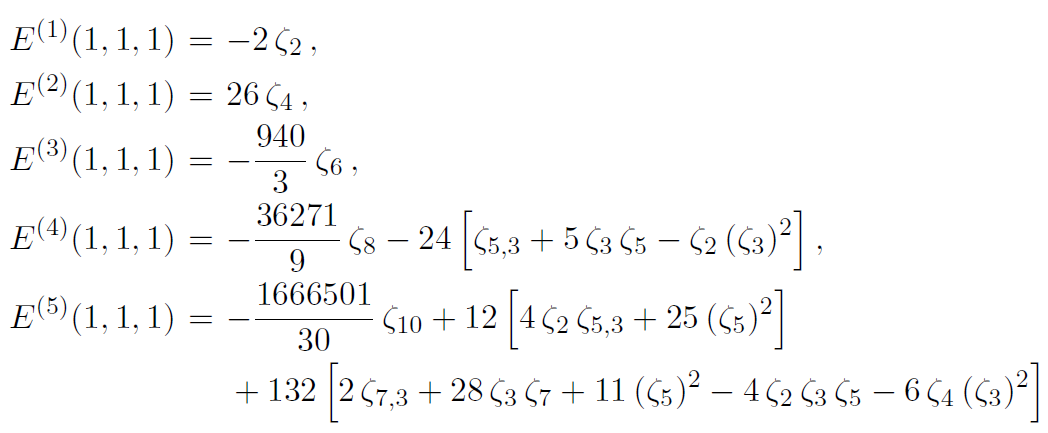 E^{(1)}(1, 1, 1) = −2 ζ_2 ,
E^{(2)}(1, 1, 1) = 26 ζ_4 ,
E^{(3)}(1, 1, 1) = −\frac{940}{3} ζ_6 ,
E^{(4)}(1, 1, 1) = −\frac{36271}{9} ζ_8 − 24 [ζ_{5,3} + 5 ζ_3 ζ_5 − ζ_2 (ζ_3)^2] ,
E^{(5)}(1, 1, 1) = −\frac{1666501}{30} ζ_{10} + 12 [4 ζ_2 ζ_{5,3} + 25 (ζ_5)^2]
+ 132 [2 ζ_{7,3} + 28 ζ_3 ζ_7 + 11 (ζ_5)^2 − 4 ζ_2 ζ_3 ζ_5 − 6 ζ_4 (ζ_3)^2]